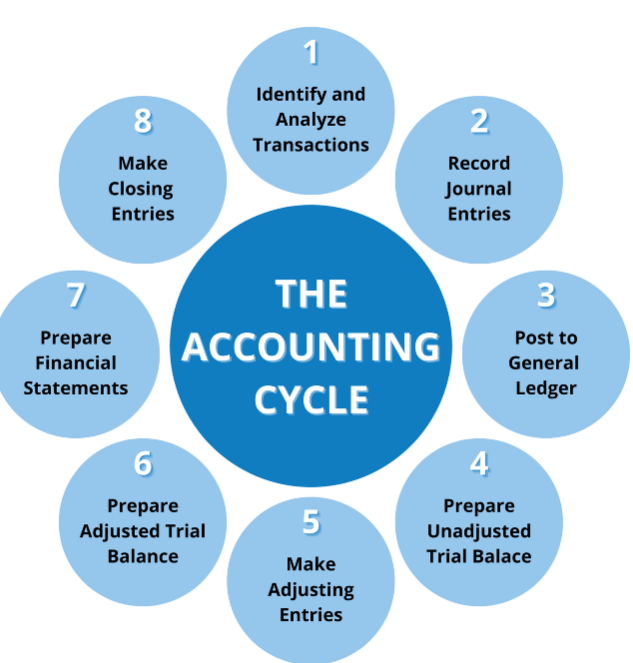 THE
ACCOUNTING
CYCLE
1
Identify and
Analyze
Transactions
2
Record
Journal
Entries
3
Post to
General
Ledger
4
Prepare
Unadjusted
Trial Balace
5
Make
Adjusting
Entries
6
Prepare
Adjusted Trial
Balance
7
Prepare
Financial
Statements
8
Make
Closing
Entries